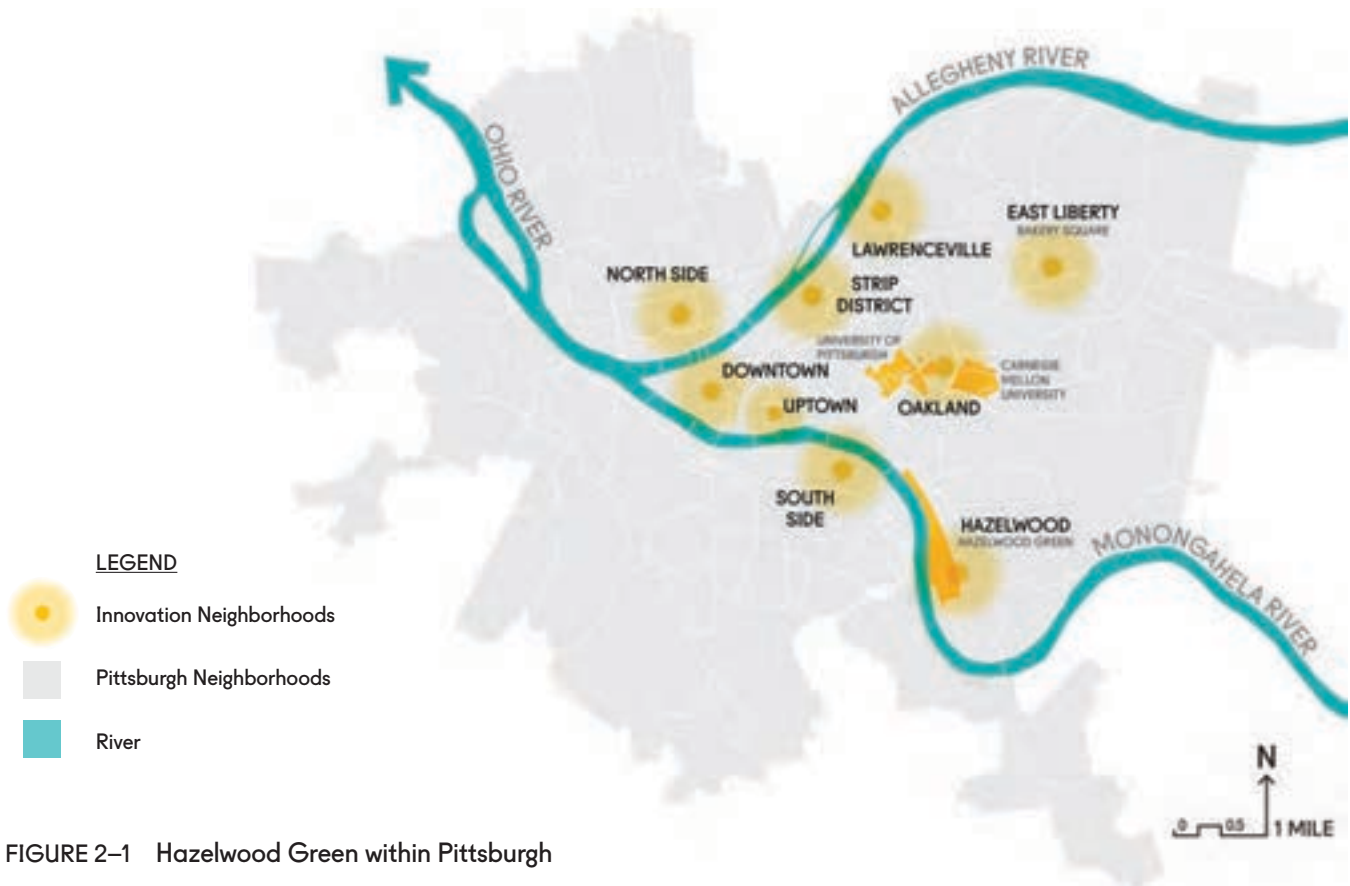 ALLEGHENY RIVER
OHIO RIVER
EAST LIBERTY
BAKERY SQUARE
LAWRENCEVILLE
NORTH SIDE
STRIP
DISTRICT
UNIVERSITY OF
PITTSBURGH
DOWNTOWN
CARNEGIE
MELLON
UNIVERSITY
UPTOWN
OAKLAND
SOUTH
SIDE
HAZELWOOD
HAZELWOOD GREEN
MONONGAHELA RIVER
LEGEND
Innovation Neighborhoods
Pittsburgh Neighborhoods
River
N
0 0.5 1 MILE
FIGURE 2–1 Hazelwood Green within Pittsburgh